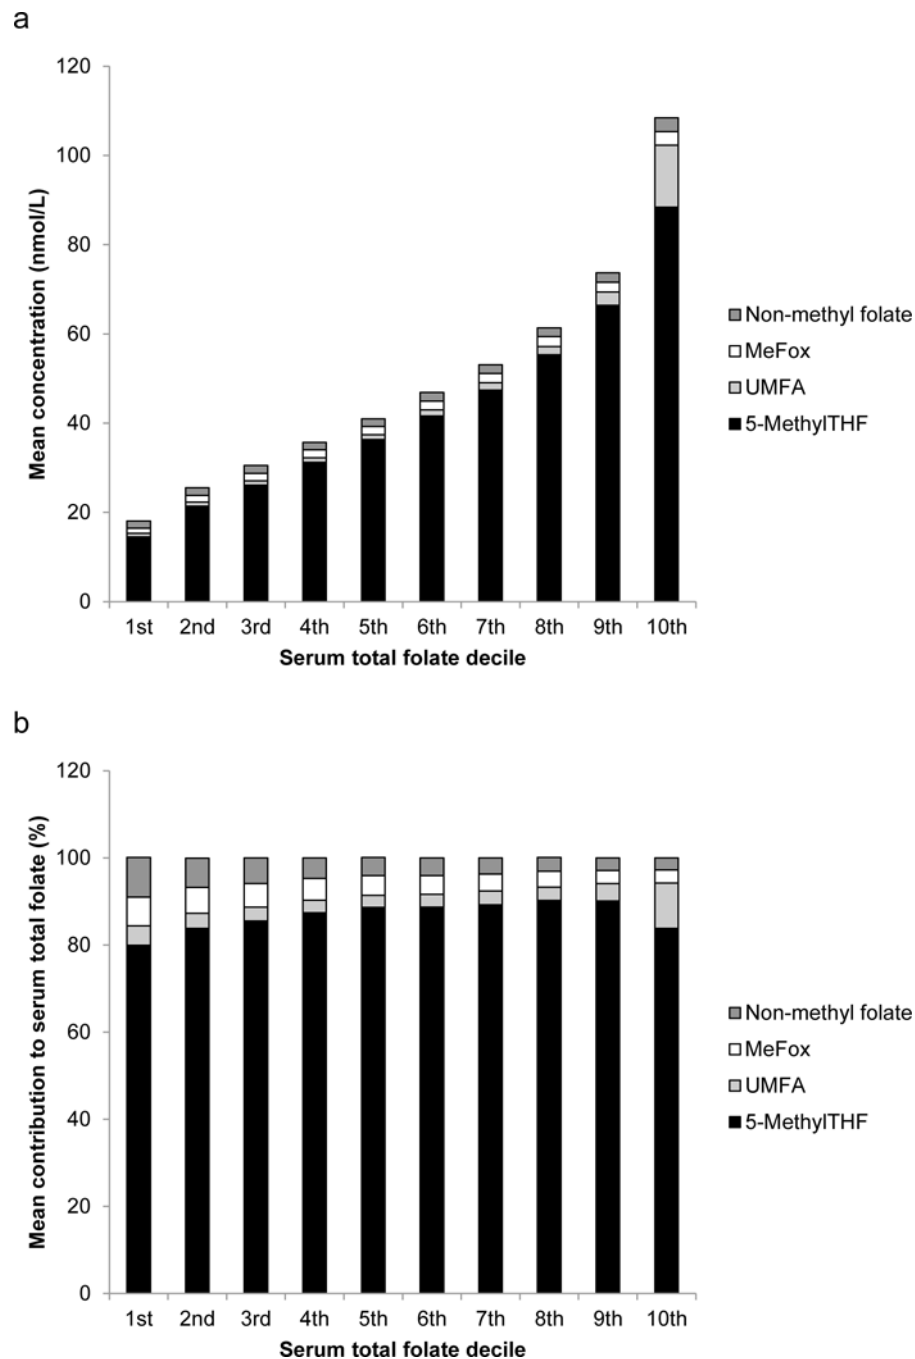 a
Mean concentration (nmol/L)
120
100
80
60
40
20
0
1st 2nd 3rd 4th 5th 6th 7th 8th 9th 10th
Serum total folate decile
Non-methyl folate
MeFox
UMFA
5-MethylTHF
b
Mean contribution to serum total folate (%)
120
100
80
60
40
20
0
1st 2nd 3rd 4th 5th 6th 7th 8th 9th 10th
Serum total folate decile
Non-methyl folate
MeFox
UMFA
5-MethylTHF